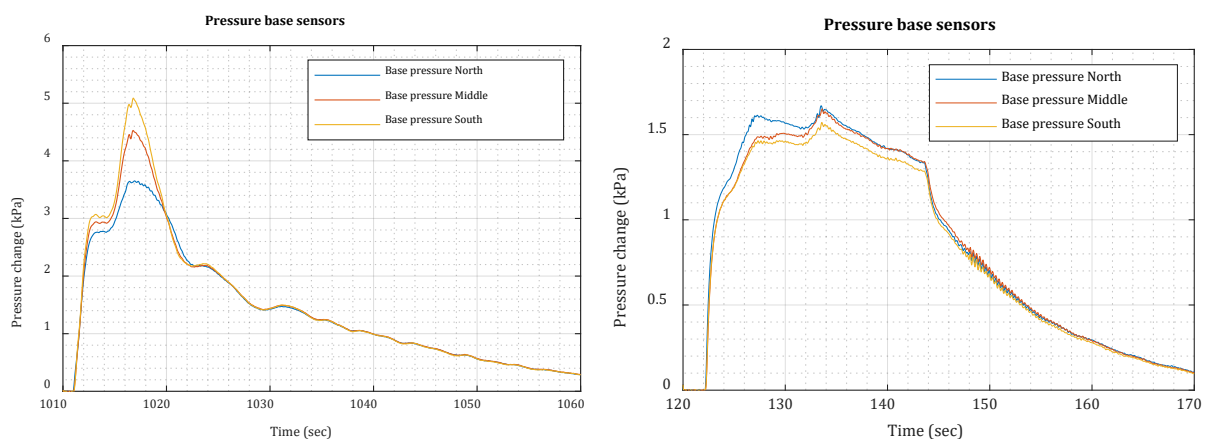 Pressure base sensors
6
5
4
3
2
1
0
Pressure change (kPa)
Base pressure North
Base pressure Middle
Base pressure South
1010
1020
1030
1040
1050
1060
Time (sec)
Pressure base sensors
2
1.5
1
0.5
0
Pressure change (kPa)
Base pressure North
Base pressure Middle
Base pressure South
120
130
140
150
160
170
Time (sec)